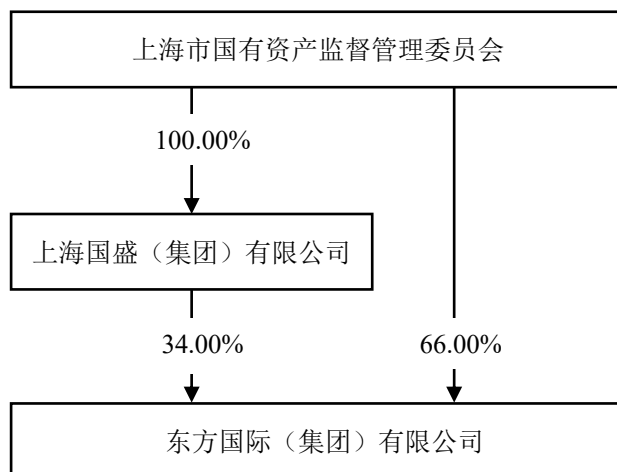 上海市国有资产监督管理委员会
100.00%
上海国盛（集团）有限公司
34.00%
66.00%
东方国际（集团）有限公司